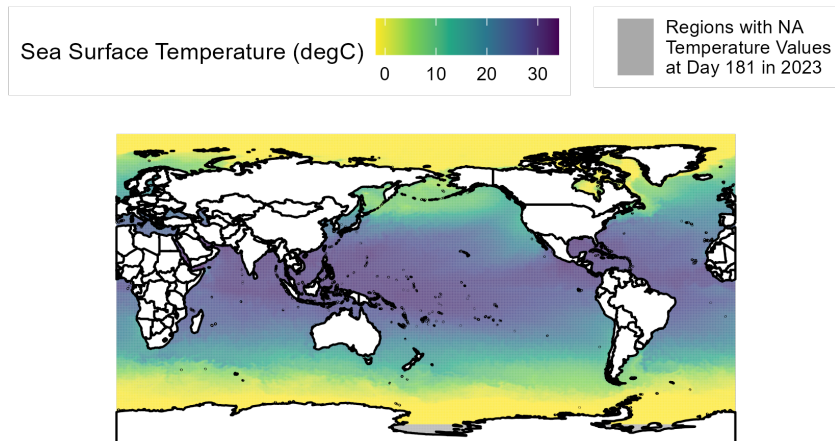 Sea Surface Temperature (degC)
0 10 20 30
Regions with NA
Temperature Values
at Day 181 in 2023